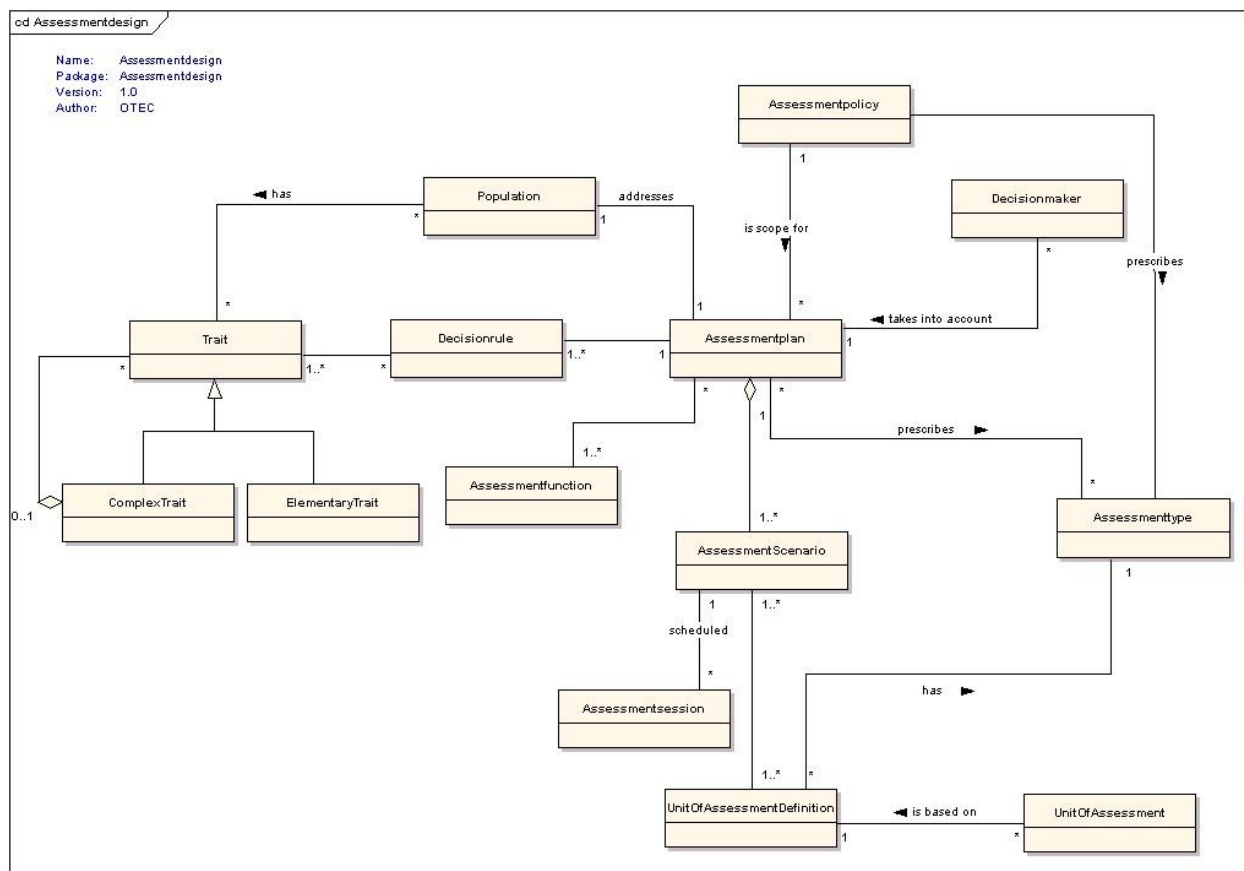 cd Assessmentdesign
Name: Assessmentdesign
Package: Assessmentdesign
Version: 1.0
Author: OTEC
Assessmentpolicy
1
Population
◄ has
*
addresses
1
Decisionmaker
*
is scope for
▼
prescribes
▼
*
1
*
◄ takes into account
1
Trait
*
1..*
Decisionrule
*
1..*
Assessmentplan
1
*
*
1
prescribes ►
*
1..*
Assessmentfunction
ComplexTrait
0..1
ElementaryTrait
Assessmenttype
1
1..*
AssessmentScenario
1
1..*
scheduled
*
Assessmentsession
has ►
1..*
*
UnitOfAssessmentDefinition
1
◄ is based on
*
UnitOfAssessment